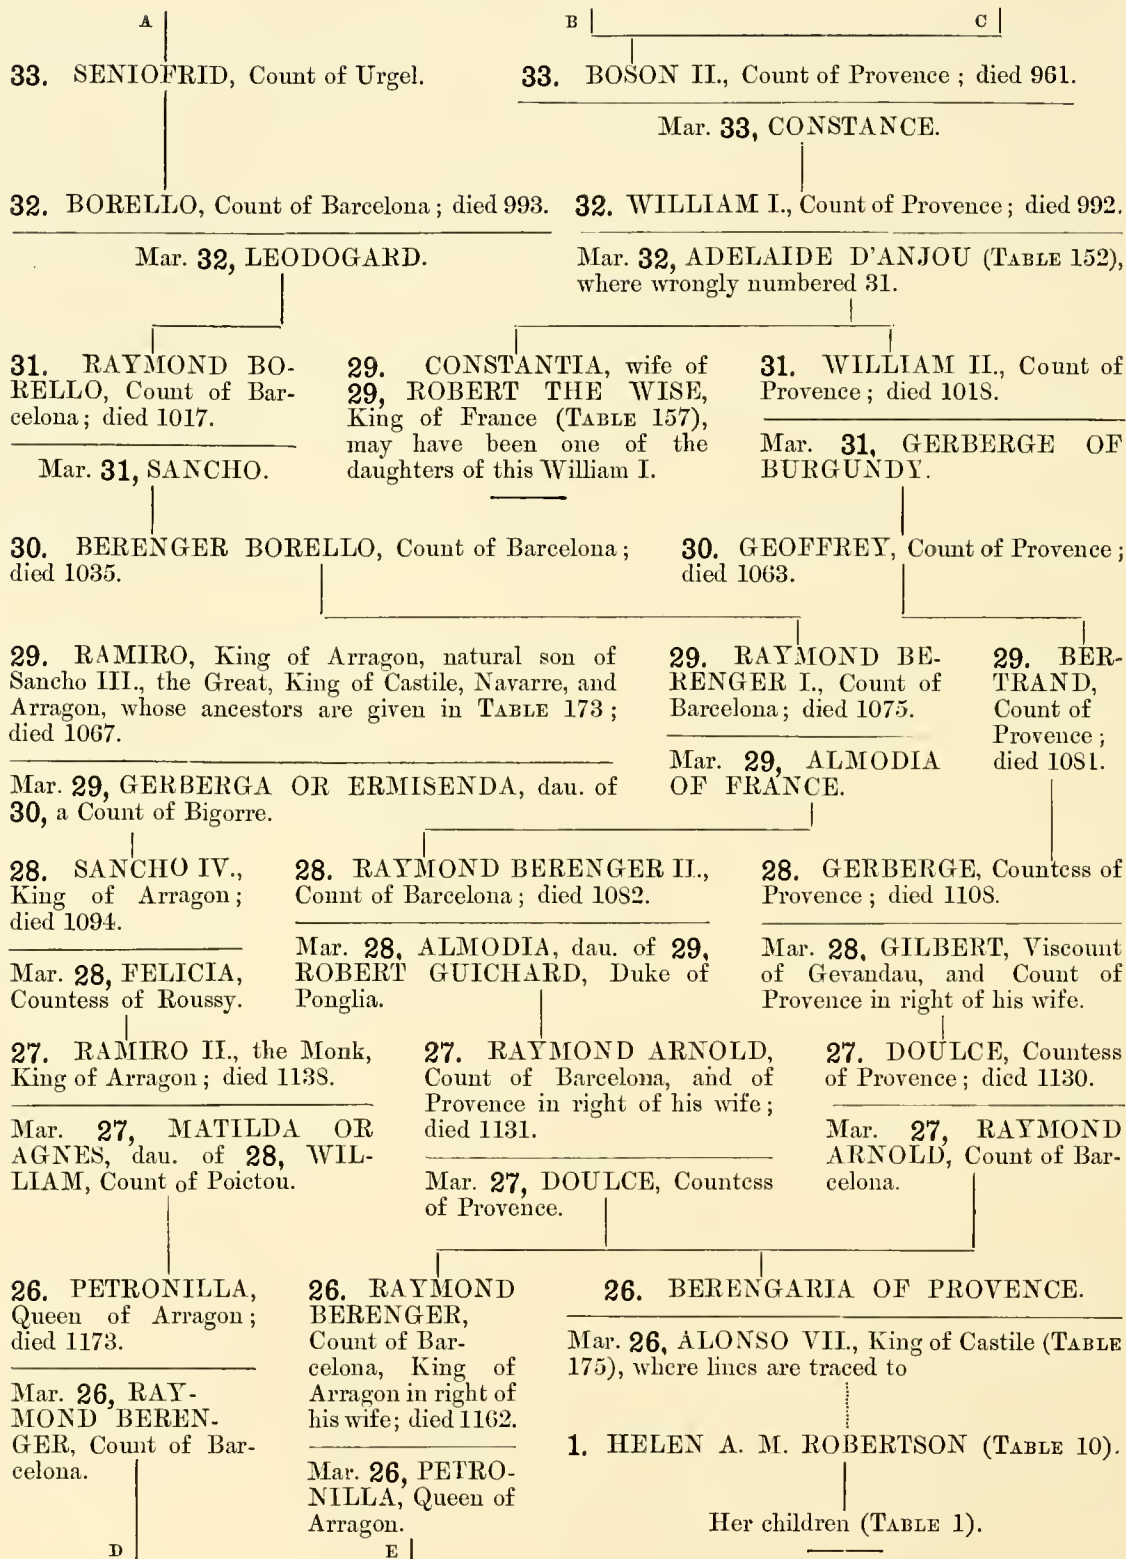 A
B
C
33. SENIOFRID, Count of Urgel.
33. BOSON II., Count of Provence ; died 961.
Mar. 33, CONSTANCE.
32. BORELLO, Count of Barcelona ; died 993.
32. WILLIAM I., Count of Provence ; died 992.
Mar. 32, LEODOGARD.
Mar. 32, ADELAIDE D'ANJOU (TABLE 152),
where wrongly numbered 31.
31. RAYMOND BO-
RELLO, Count of Bar-
celona ; died 1017.
Mar. 31, SANCHO.
29. CONSTANTIA, wife of
29, ROBERT THE WISE,
King of France (TABLE 157),
may have been one of the
daughters of this William I.
31. WILLIAM II., Count of
Provence ; died 1018.
Mar. 31, GERBERGE OF
BURGUNDY.
30. BERENGER BORELLO, Count of Barcelona ;
died 1035.
30. GEOFFREY, Count of Provence ;
died 1063.
29. RAMIRO, King of Arragon, natural son of
Sancho III., the Great, King of Castile, Navarre, and
Arragon, whose ancestors are given in TABLE 173 ;
died 1067.
Mar. 29, GERBERGA OR ERMISENDA, dau. of
30, a Count of Bigorre.
29. RAYMOND BE-
RENGER I., Count of
Barcelona ; died 1075.
Mar. 29, ALMODIA
OF FRANCE.
29. BER-
TRAND,
Count of
Provence ;
died 1081.
28. SANCHO IV.,
King of Arragon ;
died 1094.
Mar. 28, FELICIA,
Countess of Roussy.
28. RAYMOND BERENGER II.,
Count of Barcelona ; died 1082.
Mar. 28, ALMODIA, dau. of 29,
ROBERT GUICHARD, Duke of
Ponglia.
28. GERBERGE, Countess of
Provence ; died 1108.
Mar. 28, GILBERT, Viscount
of Gevandau, and Count of
Provence in right of his wife.
27. RAMIRO II., the Monk,
King of Arragon ; died 1138.
Mar. 27, MATILDA OR
AGNES, dau. of 28, WIL-
LIAM, Count of Poictou.
27. RAYMOND ARNOLD,
Count of Barcelona, and of
Provence in right of his wife ;
died 1131.
Mar. 27, DOULCE, Countess
of Provence.
27. DOULCE, Countess
of Provence ; died 1130.
Mar. 27, RAYMOND
ARNOLD, Count of Bar-
celona.
26. PETRONILLA,
Queen of Arragon ;
died 1173.
Mar. 26, RAY-
MOND BEREN-
GER, Count of Bar-
celona.
26. RAYMOND
BERENGER,
Count of Bar-
celona, King of
Arragon in right of
his wife ; died 1162.
Mar. 26, PETRO-
NILLA, Queen of
Arragon.
26. BERENGARIA OF PROVENCE.
Mar. 26, ALONSO VII., King of Castile (TABLE
175), where lines are traced to
1. HELEN A. M. ROBERTSON (TABLE 10).
Her children (TABLE 1).
D
E